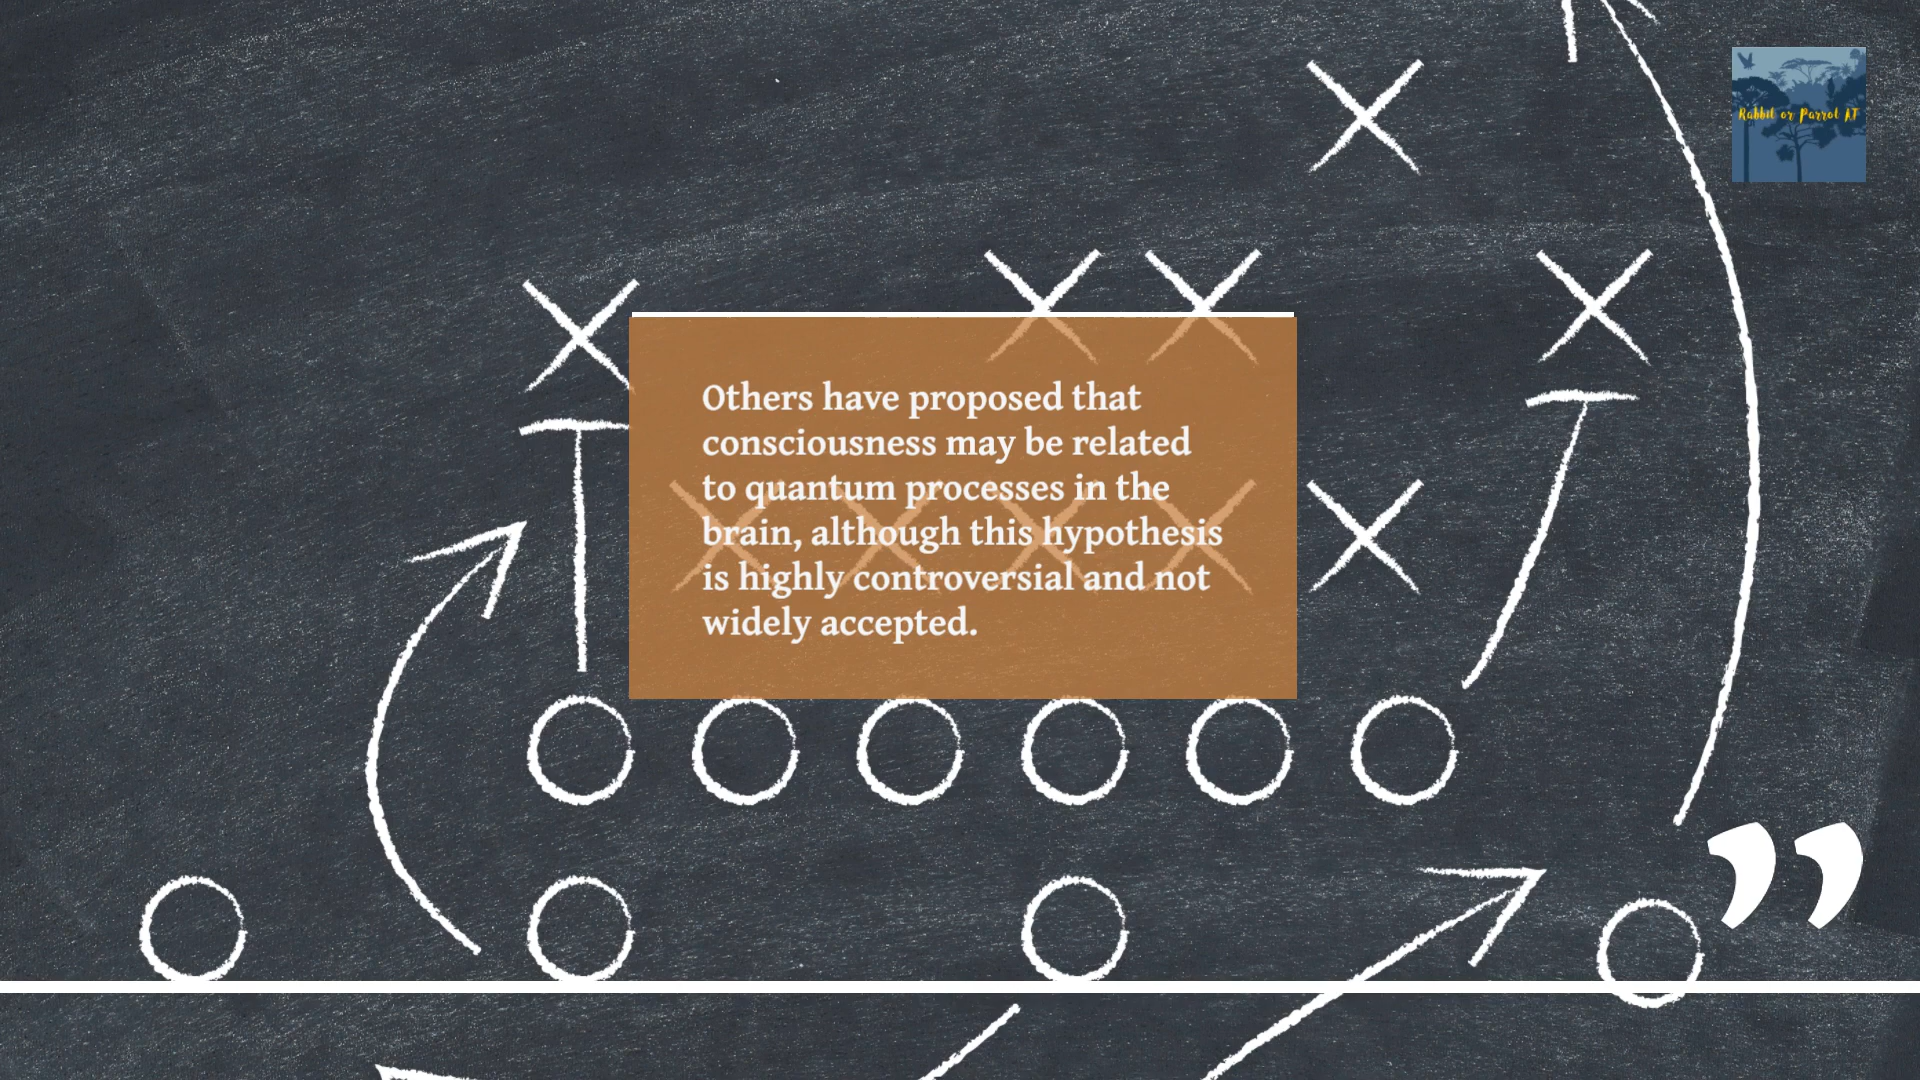 Rabbit or Parrot AI
Others have proposed that
consciousness may be related
to quantum processes in the
brain, although this hypothesis
is highly controversial and not
widely accepted.
”